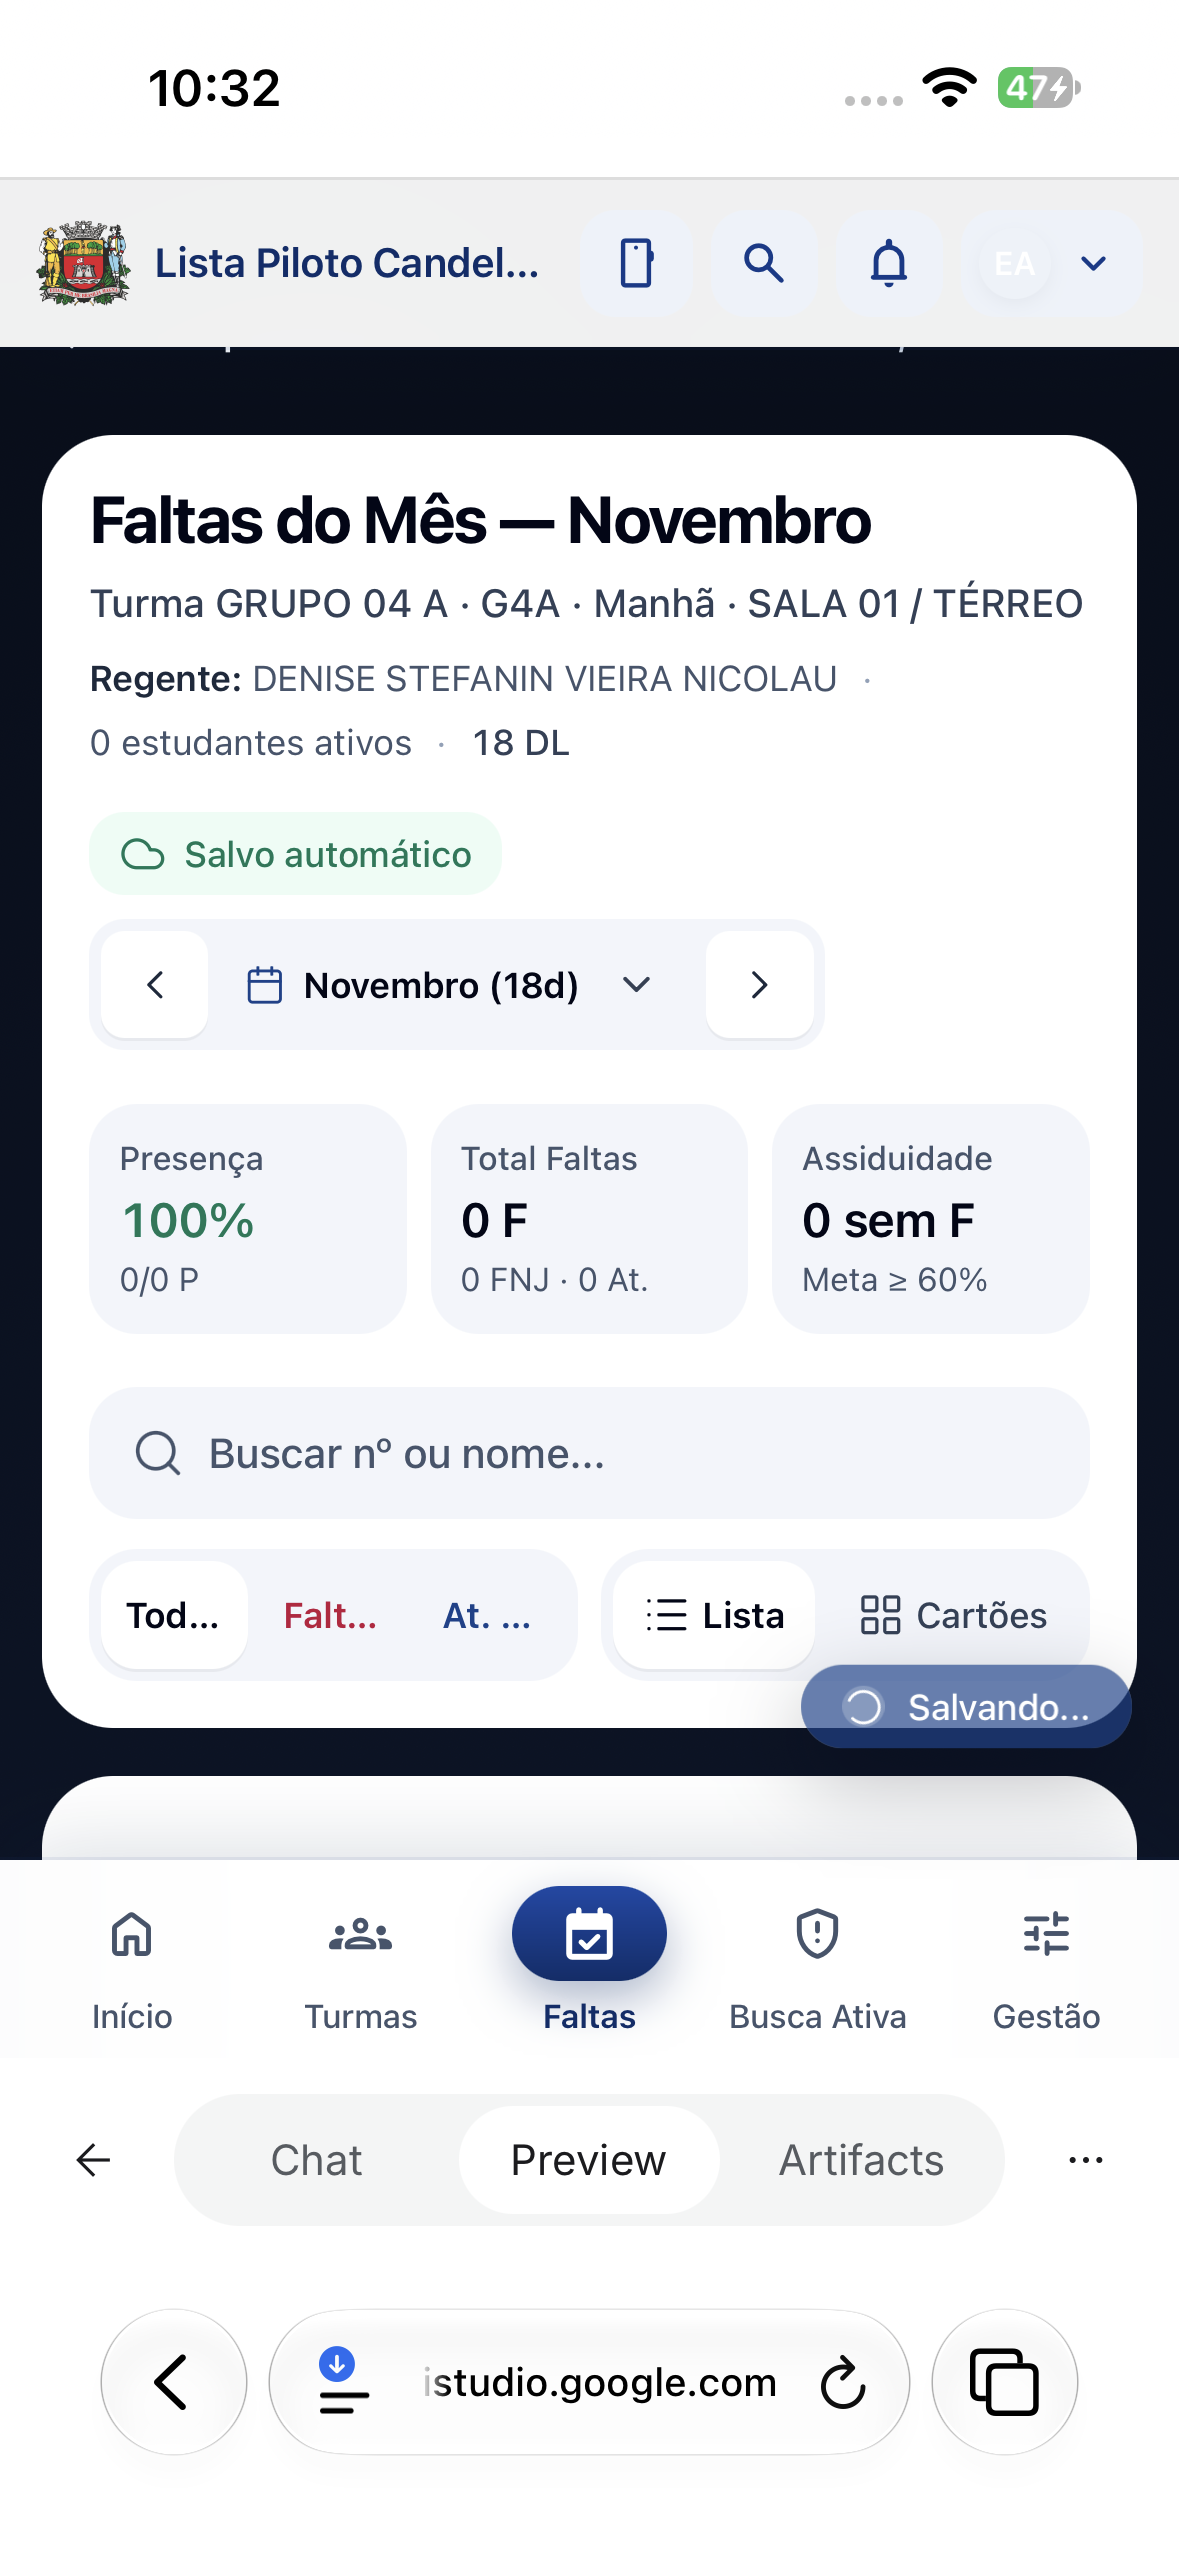 10:32
47
Lista Piloto Candel...
EA
Faltas do Mês — Novembro
Turma GRUPO 04 A · G4A · Manhã · SALA 01 / TÉRREO
Regente: DENISE STEFANIN VIEIRA NICOLAU ·
0 estudantes ativos · 18 DL
Salvo automático
Novembro (18d)
Presença
100%
0/0 P
Total Faltas
0 F
0 FNJ · 0 At.
Assiduidade
0 sem F
Meta ≥ 60%
Buscar nº ou nome...
Tod... Falt... At. ... Lista Cartões
Salvando...
Início Turmas Faltas Busca Ativa Gestão
Chat Preview Artifacts
istudio.google.com